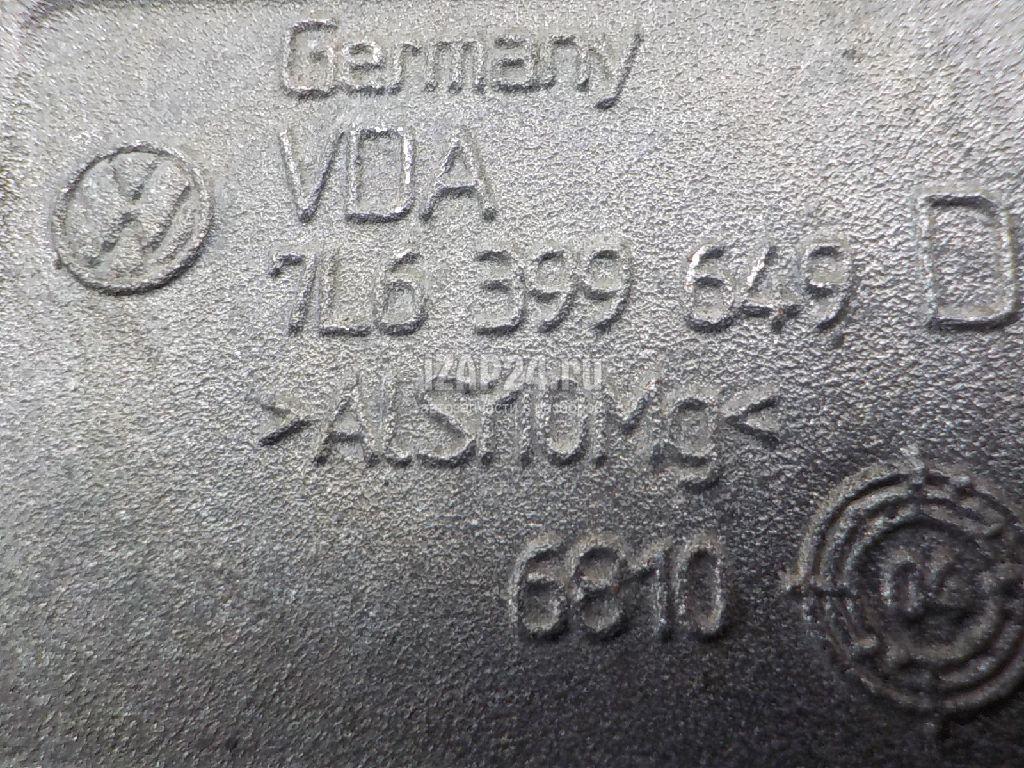 Germany
VDA
7L6 399 649 D
IZAP24.RU
>AlSi10Mg<
6810